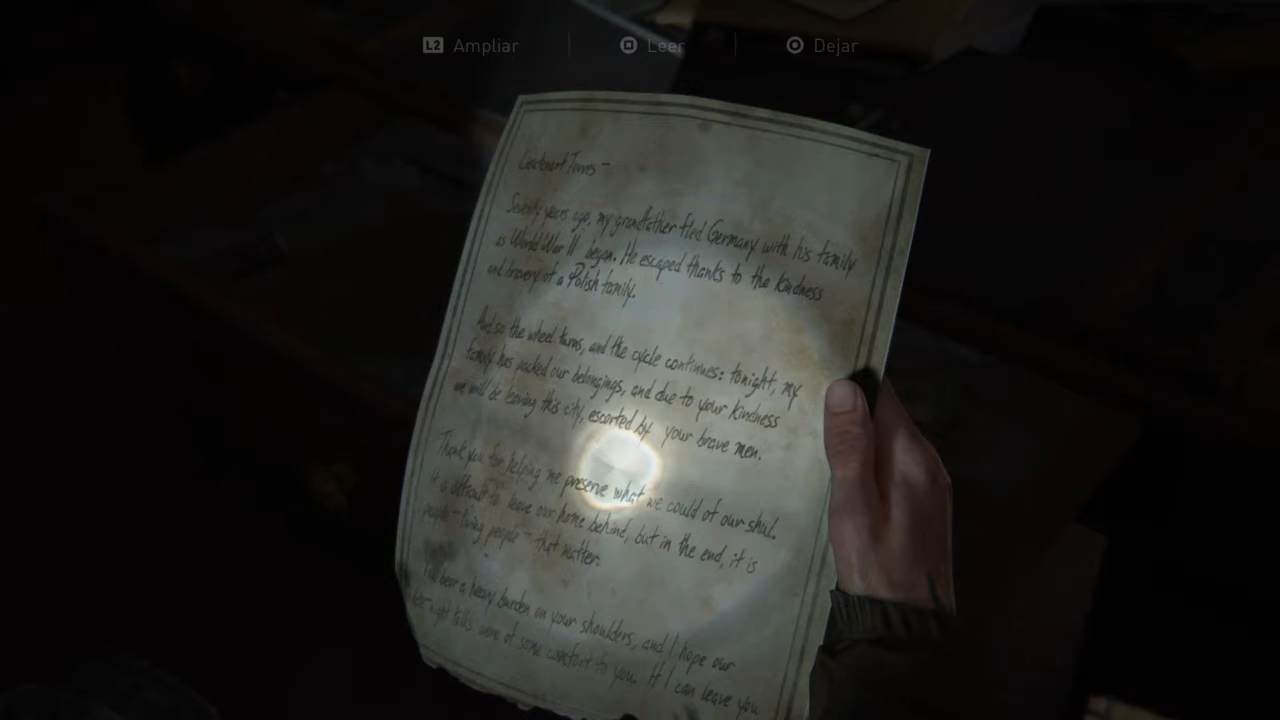 L2 Ampliar
Leer
Dejar
Lieutenant Torres -
Seventy years ago, my grandfather fled Germany with his family
as World War II began. He escaped thanks to the kindness
and bravery of a Polish family.
And so the wheel turns, and the cycle continues: tonight, my
family has packed our belongings, and due to your kindness
we will be leaving this city, escorted by your brave men.
Thank you for helping me preserve what we could of our shul.
It is difficult to leave our home behind, but in the end, it is
people - living people - that matter.
bear a heavy burden on your shoulders, and I hope our
late night talks were of some comfort to you. If I can leave you